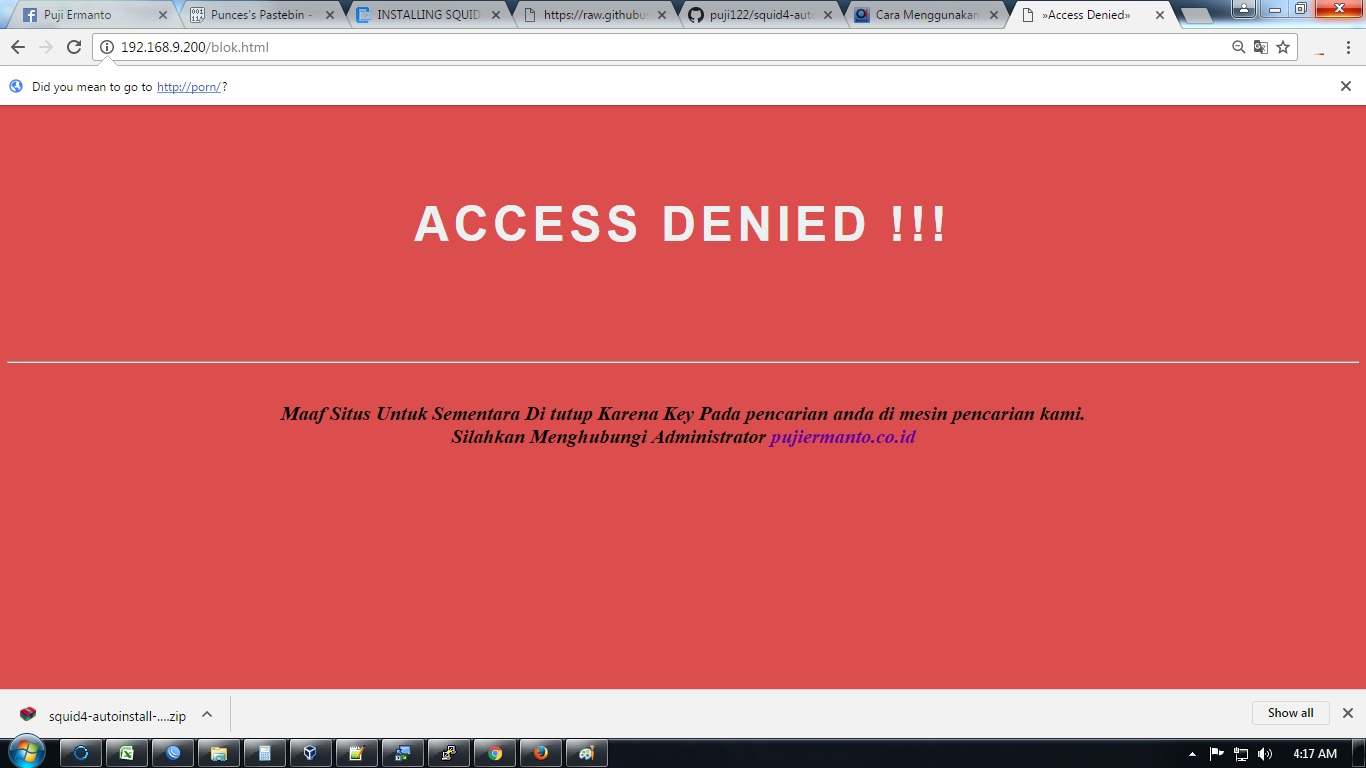 Puji Ermanto
Punces's Pastebin -
INSTALLING SQUID
https://raw.githubus
puji122/squid4-auto
Cara Menggunakan
»Access Denied»
192.168.9.200/blok.html
Did you mean to go to http://porn/?
ACCESS DENIED !!!
Maaf Situs Untuk Sementara Di tutup Karena Key Pada pencarian anda di mesin pencarian kami.
Silahkan Menghubungi Administrator pujiermanto.co.id
squid4-autoinstall-....zip
Show all
4:17 AM